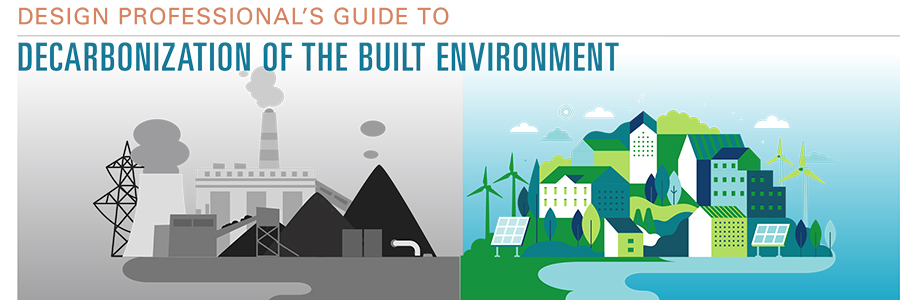 DESIGN PROFESSIONAL’S GUIDE TO
DECARBONIZATION OF THE BUILT ENVIRONMENT